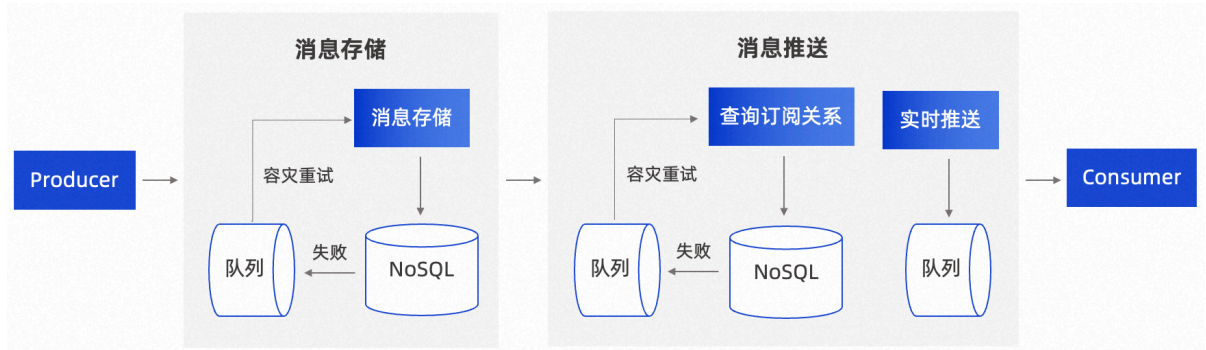 消息存储
消息推送
Producer
消息存储
容灾重试
队列
失败
NoSQL
查询订阅关系
实时推送
容灾重试
队列
失败
NoSQL
队列
Consumer